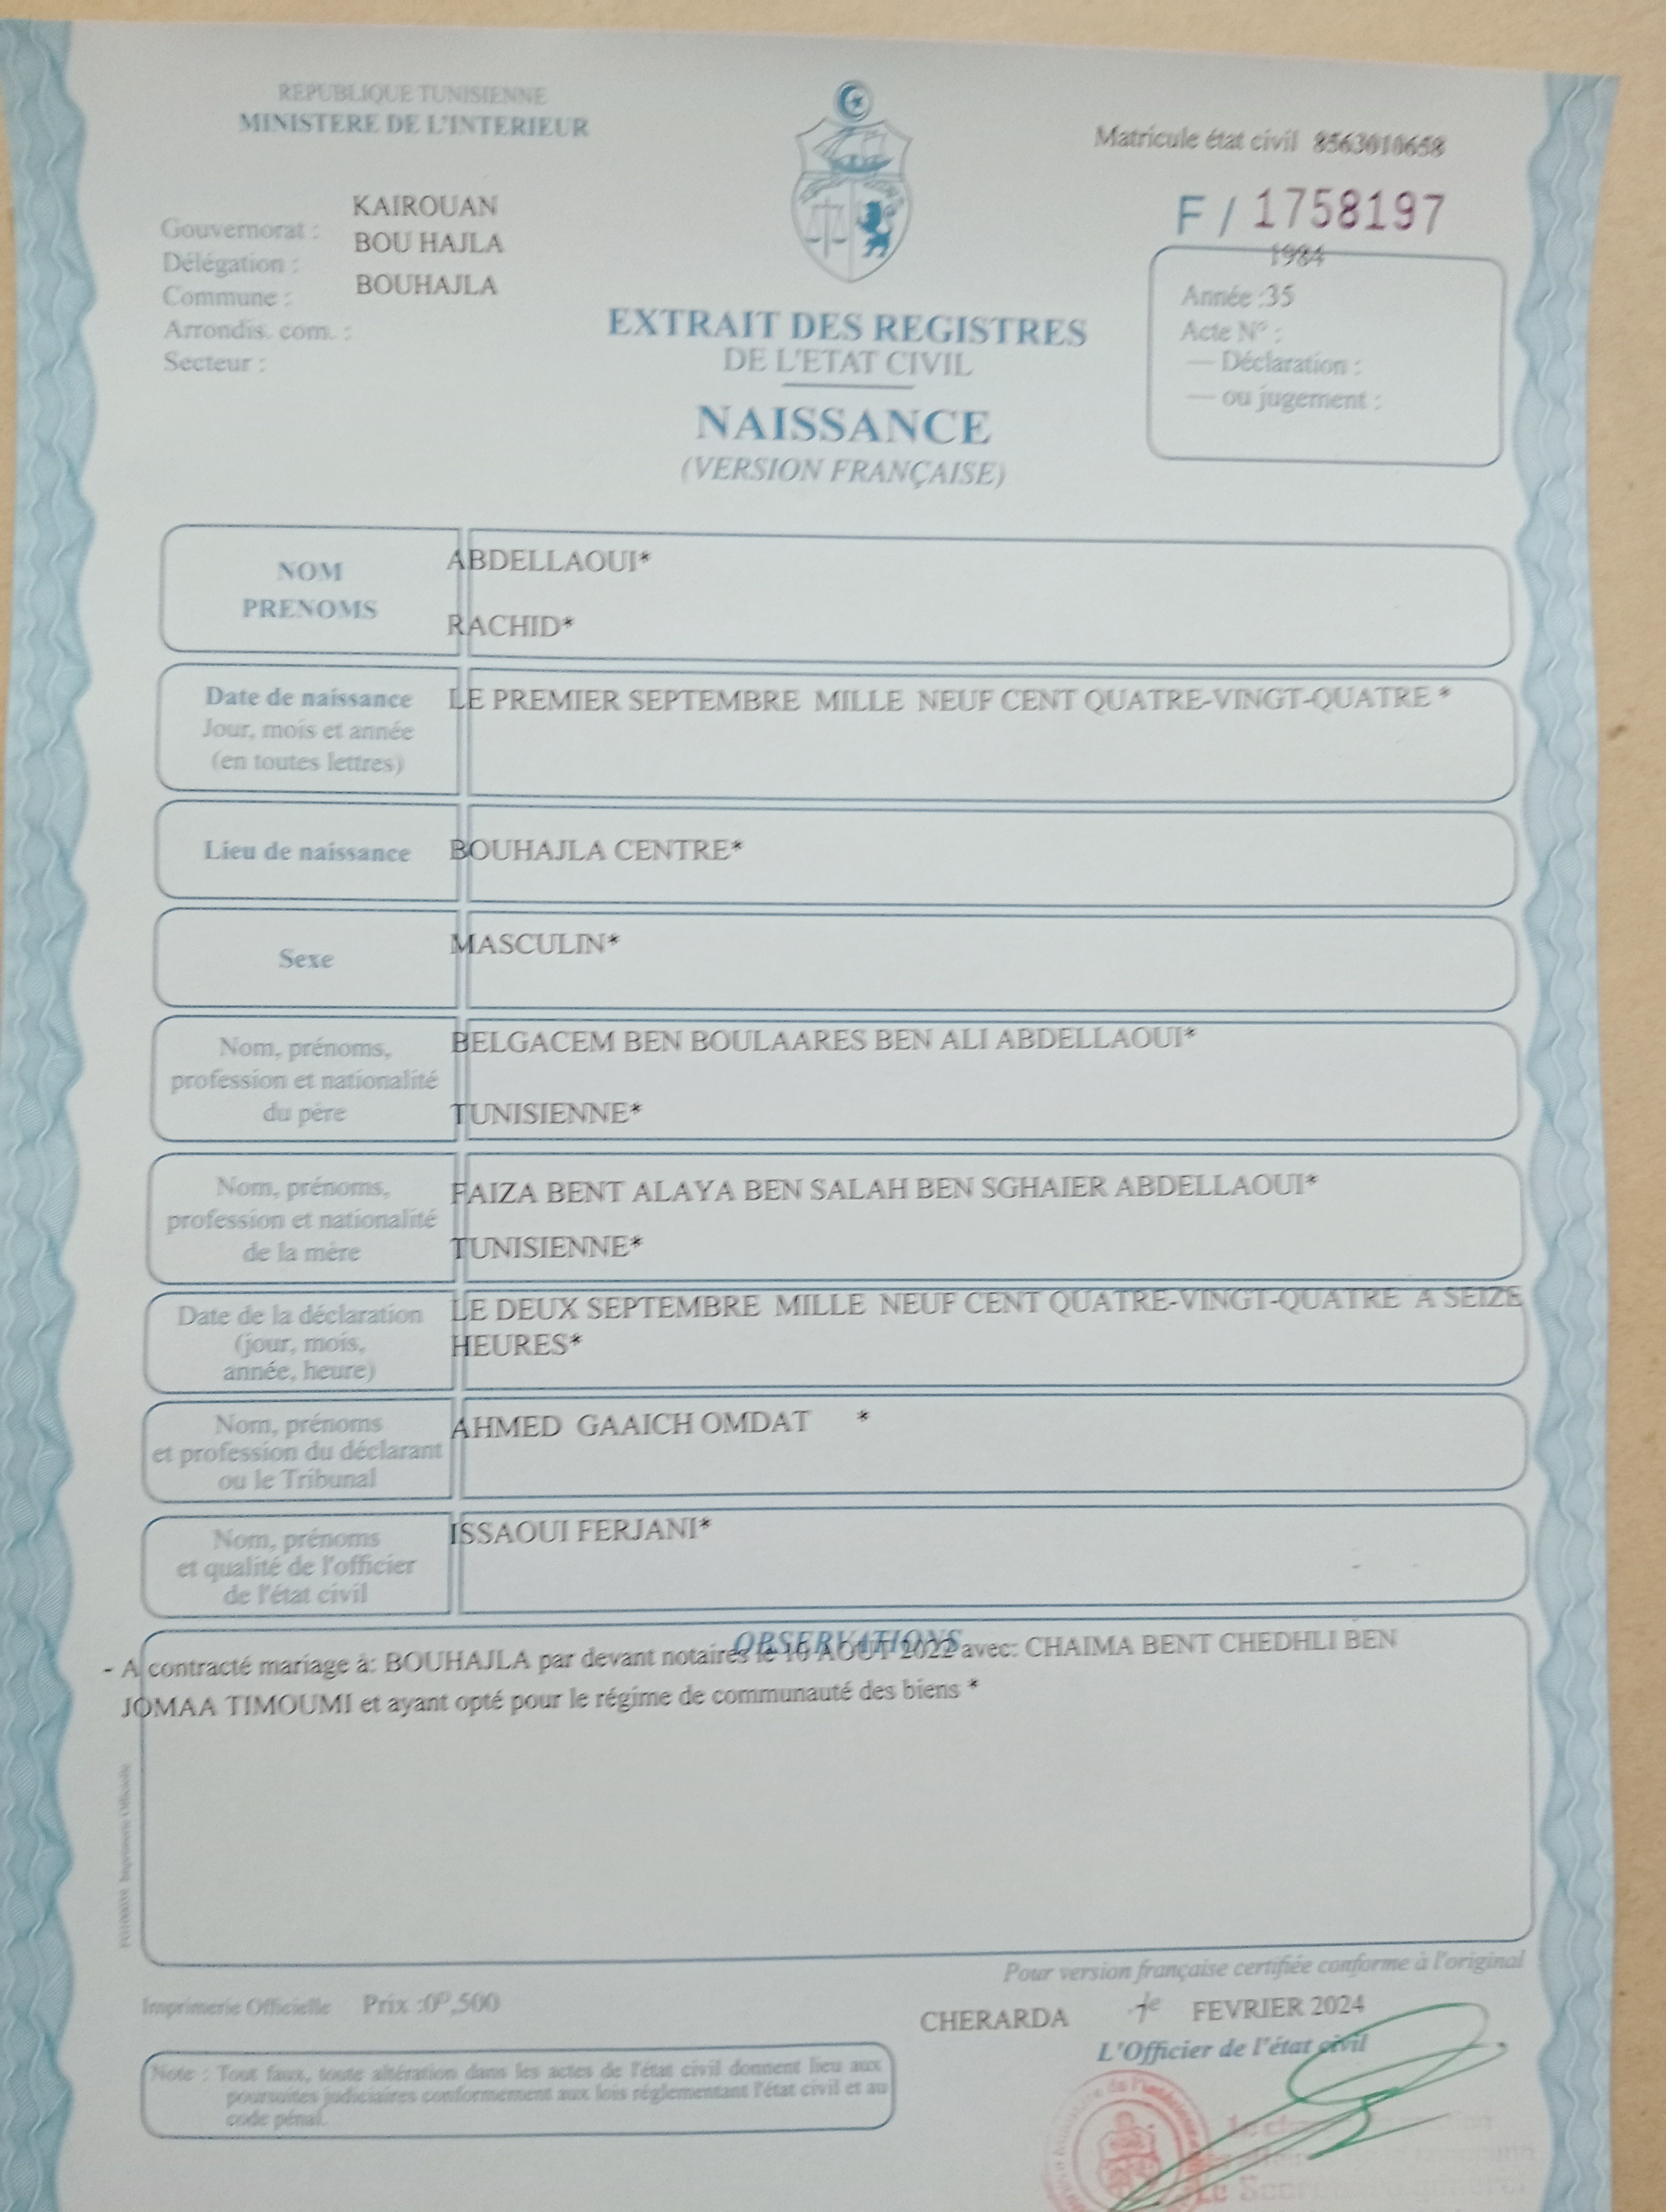 REPUBLIQUE TUNISIENNE
MINISTERE DE L'INTERIEUR
Matricule état civil 8563010658
F / 1758197
Gouvernorat : KAIROUAN
Délégation : BOU HAJLA
Commune : BOUHAJLA
Arrondis. com. :
Secteur :
1984
Année :35
Acte N° :
— Déclaration :
— ou jugement :
EXTRAIT DES REGISTRES
DE L'ETAT CIVIL
NAISSANCE
(VERSION FRANÇAISE)
NOM
PRENOMS
ABDELLAOUI*
RACHID*
Date de naissance
Jour, mois et année
(en toutes lettres)
LE PREMIER SEPTEMBRE MILLE NEUF CENT QUATRE-VINGT-QUATRE *
Lieu de naissance
BOUHAJLA CENTRE*
Sexe
MASCULIN*
Nom, prénoms,
profession et nationalité
du père
BELGACEM BEN BOULAARES BEN ALI ABDELLAOUI*
TUNISIENNE*
Nom, prénoms,
profession et nationalité
de la mère
FAIZA BENT ALAYA BEN SALAH BEN SGHAIER ABDELLAOUI*
TUNISIENNE*
Date de la déclaration
(jour, mois,
année, heure)
LE DEUX SEPTEMBRE MILLE NEUF CENT QUATRE-VINGT-QUATRE A SEIZE
HEURES*
Nom, prénoms
et profession du déclarant
ou le Tribunal
AHMED GAAICH OMDAT *
Nom, prénoms
et qualité de l'officier
de l'état civil
ISSAOUI FERJANI*
OBSERVATIONS
- A contracté mariage à: BOUHAJLA par devant notaires le 16 AOUT 2022 avec: CHAIMA BENT CHEDHLI BEN
JOMAA TIMOUMI et ayant opté pour le régime de communauté des biens *
Imprimerie Officielle
Pour version française certifiée conforme à l'original
Imprimerie Officielle Prix :0ᴰ,500
CHERARDA le FEVRIER 2024
L'Officier de l'état civil
Note : Tout faux, toute altération dans les actes de l'état civil donnent lieu aux
poursuites judiciaires conformement aux lois réglementant l'état civil et au
code pénal.
Le Secrétaire général